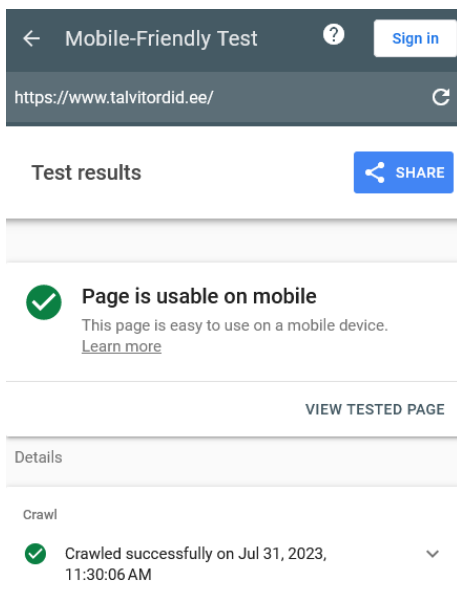 Mobile-Friendly Test
Sign in
https://www.talvitordid.ee/
Test results
SHARE
Page is usable on mobile
This page is easy to use on a mobile device.
Learn more
VIEW TESTED PAGE
Details
Crawl
Crawled successfully on Jul 31, 2023,
11:30:06 AM